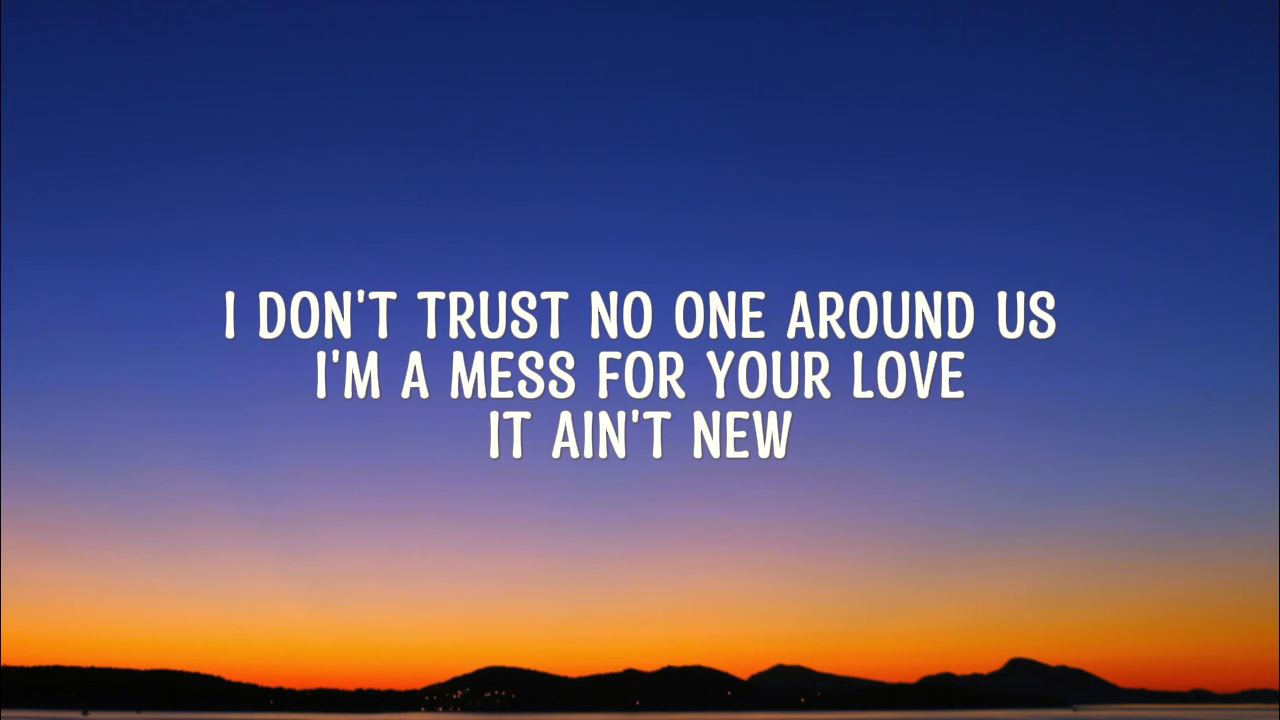 I DON'T TRUST NO ONE AROUND US
I'M A MESS FOR YOUR LOVE
IT AIN'T NEW